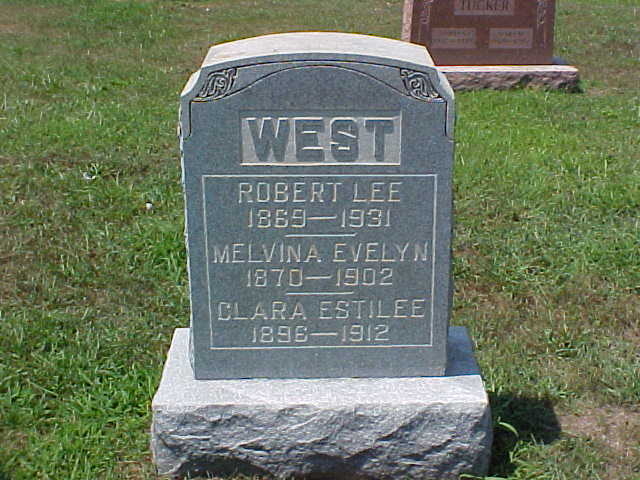 TUCKER
WEST
ROBERT LEE
1869—1931
MELVINA EVELYN
1870—1902
CLARA ESTILEE
1896—1912